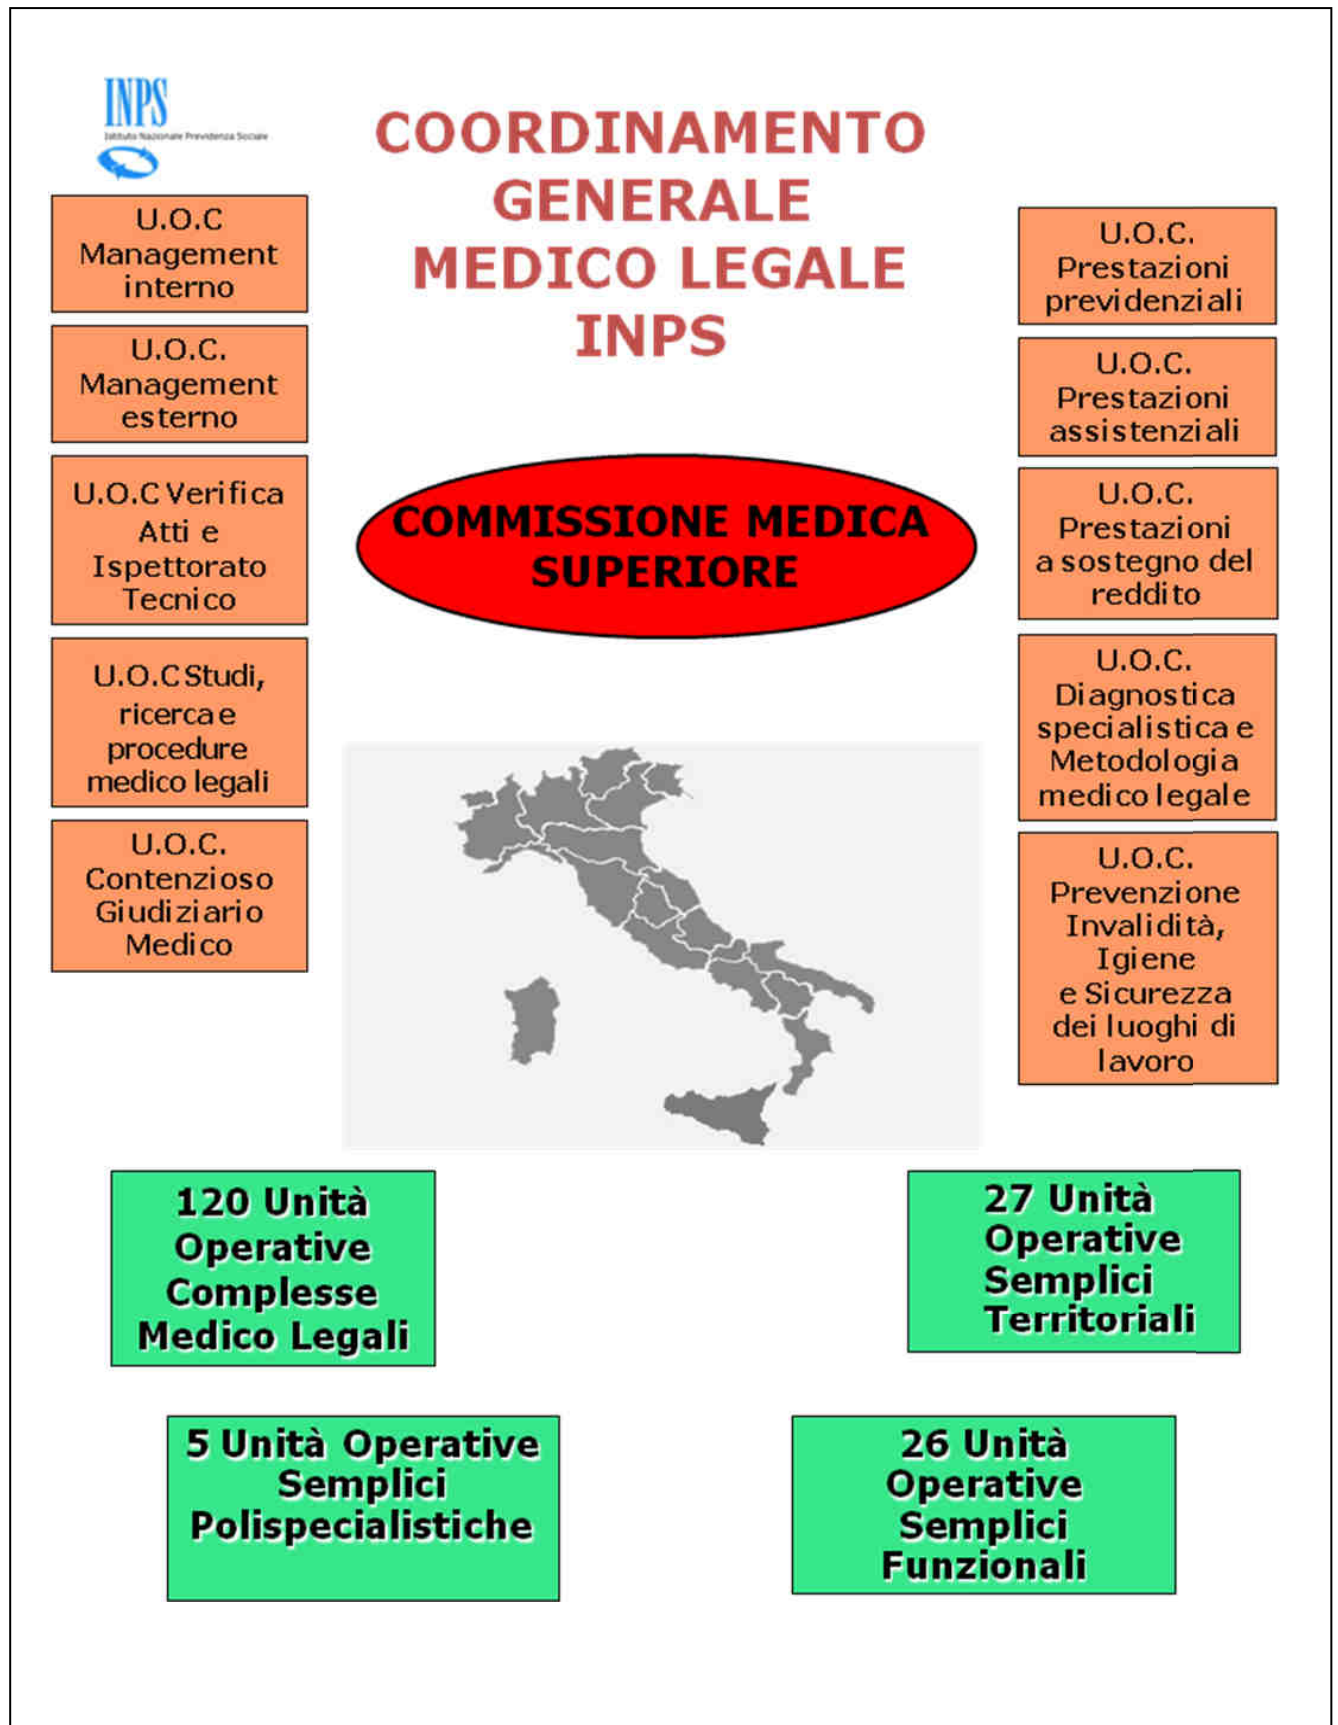 INPS
Istituto Nazionale Previdenza Sociale
COORDINAMENTO
GENERALE
MEDICO LEGALE
INPS
U.O.C
Management
interno
U.O.C.
Management
esterno
U.O.C Verifica
Atti e
Ispettorato
Tecnico
U.O.C Studi,
ricerca e
procedure
medico legali
U.O.C.
Contenzioso
Giudiziario
Medico
COMMISSIONE MEDICA
SUPERIORE
U.O.C.
Prestazioni
previdenziali
U.O.C.
Prestazioni
assistenziali
U.O.C.
Prestazioni
a sostegno del
reddito
U.O.C.
Diagnostica
specialistica e
Metodologia
medico legale
U.O.C.
Prevenzione
Invalidità,
Igiene
e Sicurezza
dei luoghi di
lavoro
120 Unità
Operative
Complesse
Medico Legali
27 Unità
Operative
Semplici
Territoriali
5 Unità Operative
Semplici
Polispecialistiche
26 Unità
Operative
Semplici
Funzionali